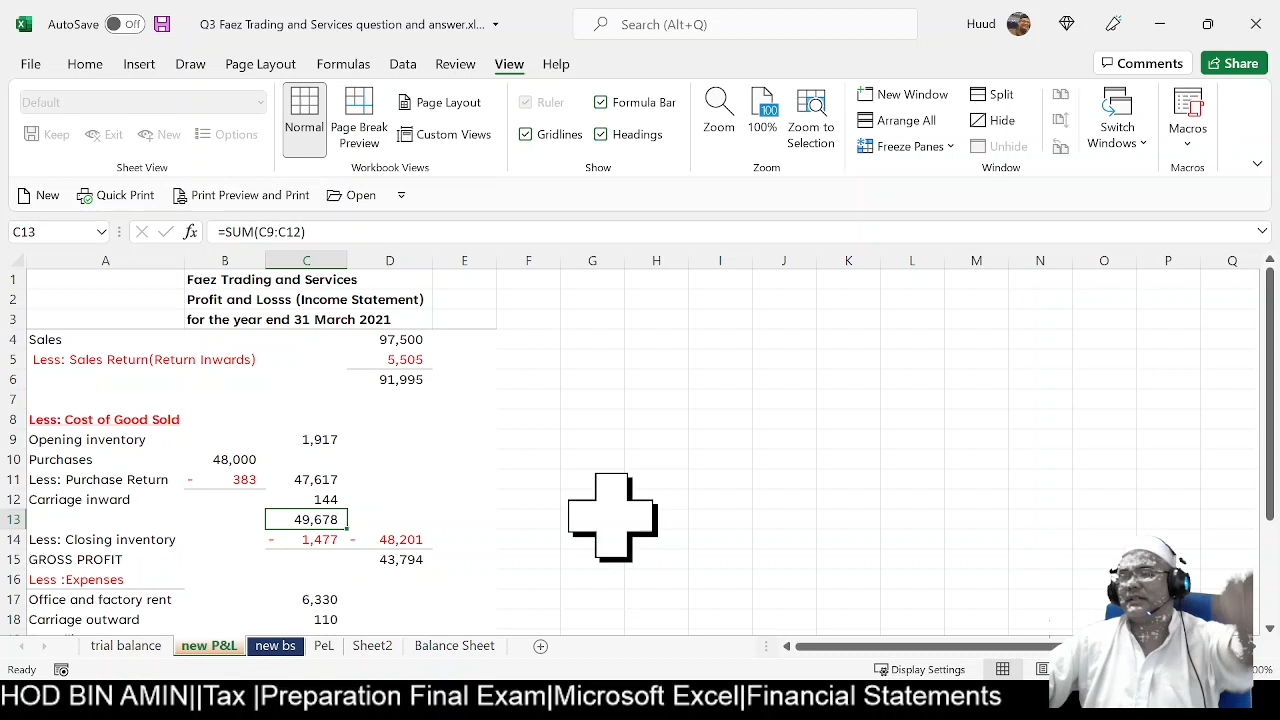 AutoSave Off Q3 Faez Trading and Services question and answer.xl... Search (Alt+Q) Huud
File Home Insert Draw Page Layout Formulas Data Review View Help Comments Share
Default
Keep Exit New Options
Sheet View
Normal
Page Break Preview
Page Layout
Custom Views
Workbook Views
Ruler Formula Bar
Gridlines Headings
Show
Zoom
100%
Zoom to Selection
Zoom
New Window
Arrange All
Freeze Panes
Split
Hide
Unhide
Switch Windows
Window
Macros
Macros
New Quick Print Print Preview and Print Open
C13 fx =SUM(C9:C12)
A B C D E F G H I J K L M N O P Q
1 Faez Trading and Services
2 Profit and Losss (Income Statement)
3 for the year end 31 March 2021
4 Sales 97,500
5 Less: Sales Return(Return Inwards) 5,505
6 91,995
7
8 Less: Cost of Good Sold
9 Opening inventory 1,917
10 Purchases 48,000
11 Less: Purchase Return - 383 47,617
12 Carriage inward 144
13 49,678
14 Less: Closing inventory - 1,477 - 48,201
15 GROSS PROFIT 43,794
16 Less :Expenses
17 Office and factory rent 6,330
18 Carriage outward 110
trial balance new P&L new bs PeL Sheet2 Balance Sheet
Ready Display Settings
HOD BIN AMIN||Tax |Preparation Final Exam|Microsoft Excel|Financial Statements